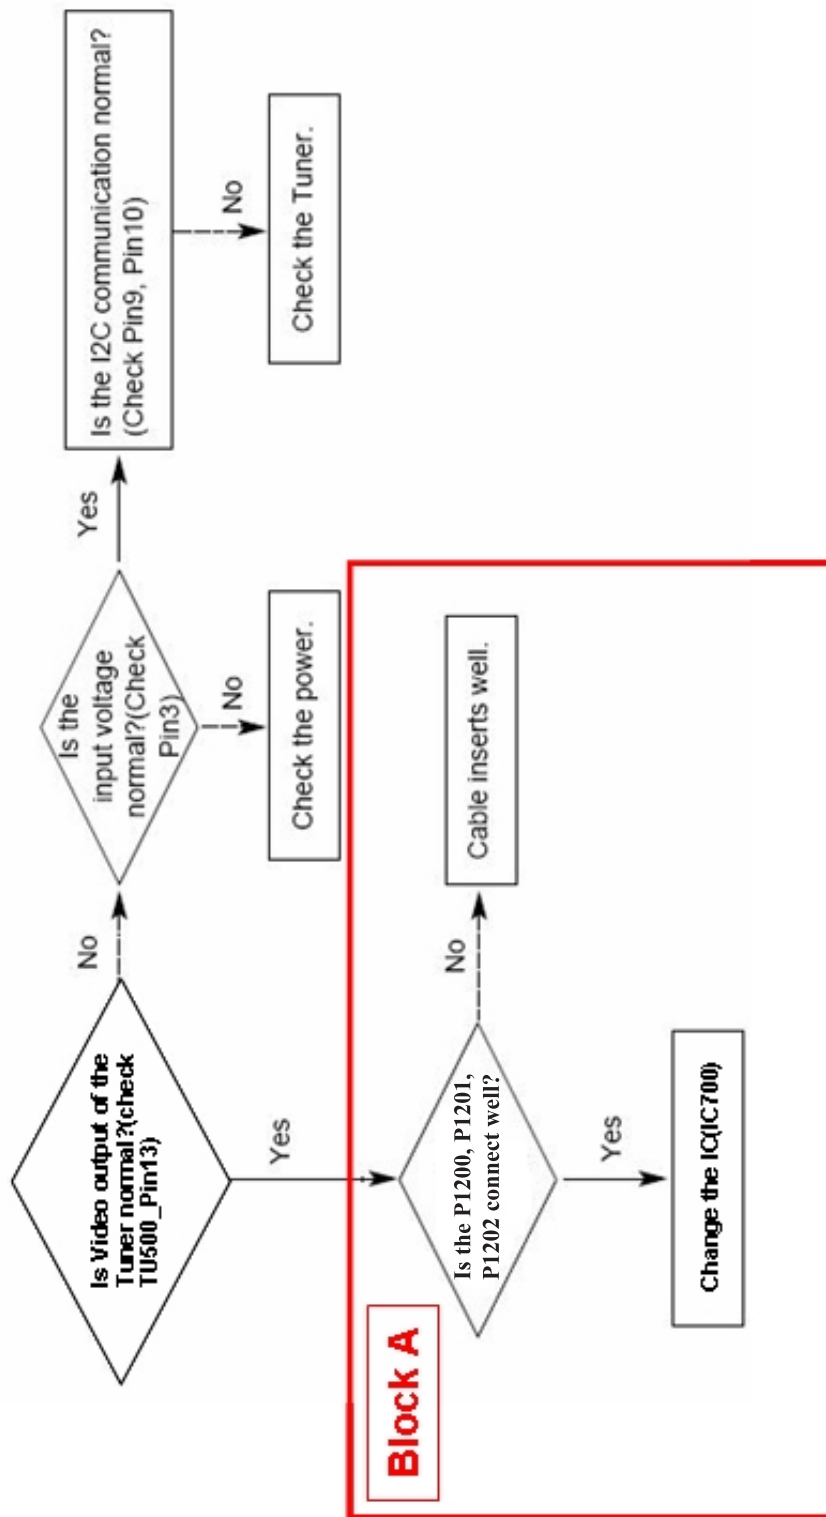 Is Video output of the
Tuner normal?(check
TU500_Pin13)
No
Is the
input voltage
normal?(Check
Pin3)
Yes
Is the I2C communication normal?
(Check Pin9, Pin10)
No
Check the power.
No
Check the Tuner.
Yes
Block A
Is the P1200, P1201,
P1202 connect well?
No
Cable inserts well.
Yes
Change the IC(IC700)